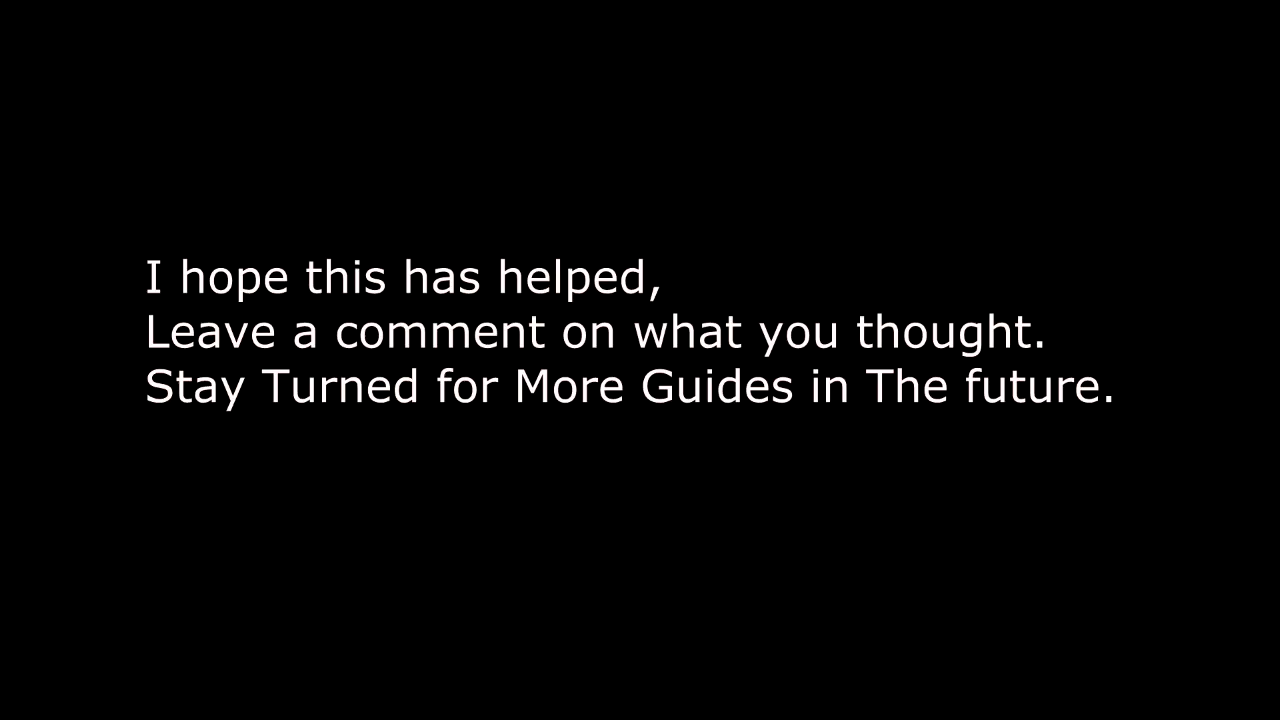 I hope this has helped,
Leave a comment on what you thought.
Stay Turned for More Guides in The future.